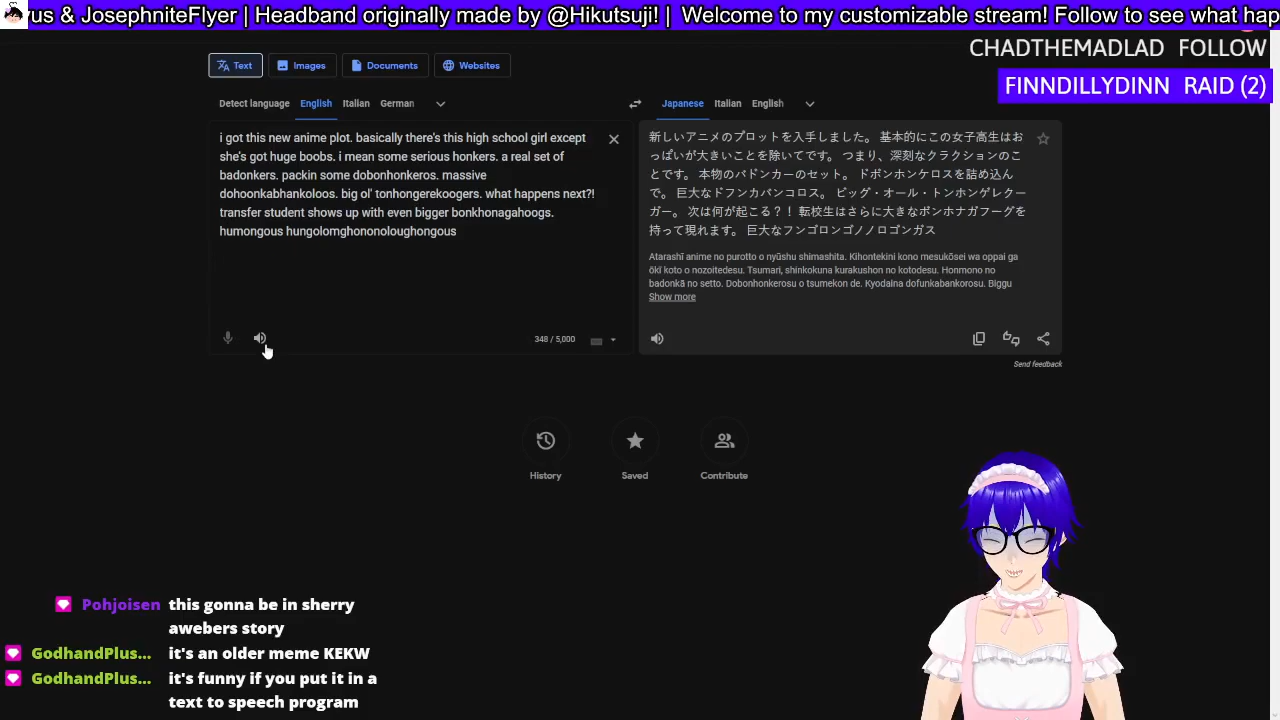 yus & JosephniteFlyer | Headband originally made by @Hikutsuji! | Welcome to my customizable stream! Follow to see what hap
CHADTHEMADLAD FOLLOW
FINNDILLYDINN RAID (2)
Text
Images
Documents
Websites
Detect language English Italian German
Japanese Italian English
i got this new anime plot. basically there's this high school girl except
she's got huge boobs. i mean some serious honkers. a real set of
badonkers. packin some dobonhonkeros. massive
dohoonkabhankoloos. big ol' tonhongerekoogers. what happens next?!
transfer student shows up with even bigger bonkhonagahoogs.
humongous hungolomghononoloughongous
348 / 5,000
新しいアニメのプロットを入手しました。 基本的にこの女子高生はお
っぱいが大きいことを除いてです。 つまり、深刻なクラクションのこ
とです。 本物のバドンカーのセット。 ドボンホンケロスを詰め込ん
で。 巨大なドフンカバンコロス。 ビッグ・オール・トンホンゲレクー
ガー。 次は何が起こる？！ 転校生はさらに大きなボンホナガフーグを
持って現れます。 巨大なフンゴロンゴノノロゴンガス
Atarashī anime no purotto o nyūshu shimashita. Kihontekini kono mesukōsei wa oppai ga
ōkī koto o nozoitedesu. Tsumari, shinkokuna kurakushon no kotodesu. Honmono no
badonkā no setto. Dobonhonkerosu o tsumekon de. Kyodaina dofunkabankorosu. Biggu
Show more
Send feedback
History
Saved
Contribute
Pohjoisen this gonna be in sherry
awebers story
GodhandPlus... it's an older meme KEKW
GodhandPlus... it's funny if you put it in a
text to speech program